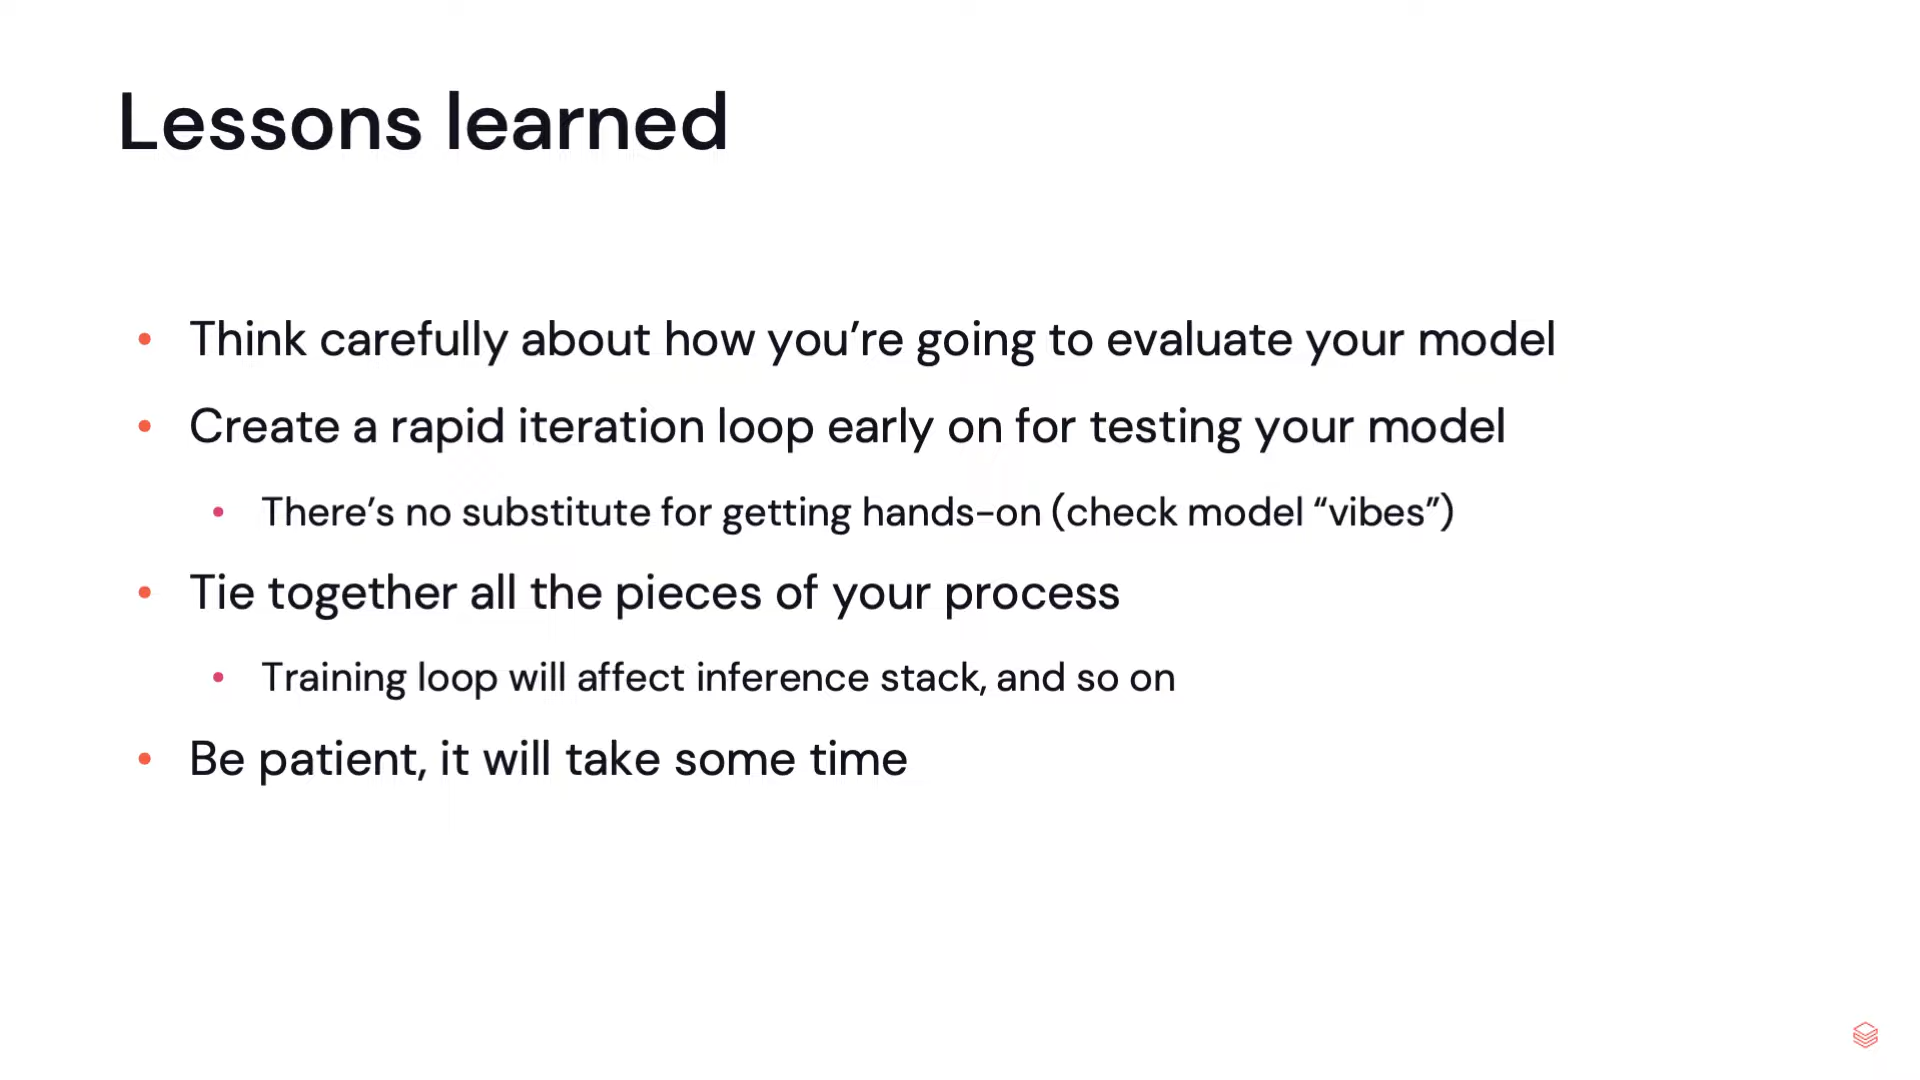 Lessons learned
• Think carefully about how you’re going to evaluate your model
• Create a rapid iteration loop early on for testing your model
• There’s no substitute for getting hands-on (check model “vibes”)
• Tie together all the pieces of your process
• Training loop will affect inference stack, and so on
• Be patient, it will take some time